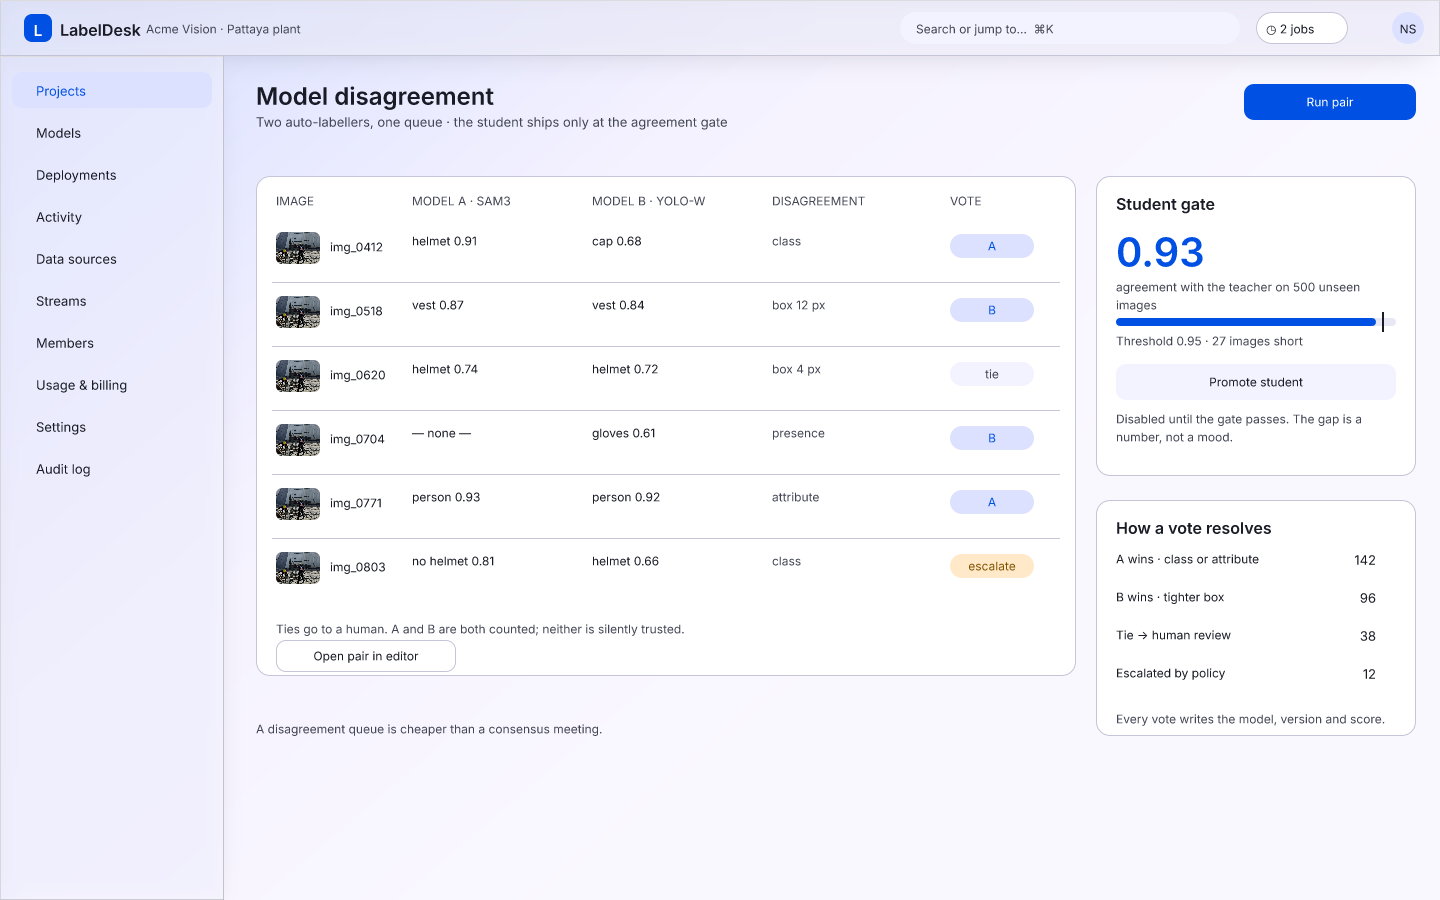 L LabelDesk Acme Vision · Pattaya plant Search or jump to... ⌘K ◷ 2 jobs NS
Projects
Models
Deployments
Activity
Data sources
Streams
Members
Usage & billing
Settings
Audit log
Model disagreement
Two auto-labellers, one queue · the student ships only at the agreement gate
Run pair
IMAGE MODEL A · SAM3 MODEL B · YOLO-W DISAGREEMENT VOTE
img_0412 helmet 0.91 cap 0.68 class A
img_0518 vest 0.87 vest 0.84 box 12 px B
img_0620 helmet 0.74 helmet 0.72 box 4 px tie
img_0704 — none — gloves 0.61 presence B
img_0771 person 0.93 person 0.92 attribute A
img_0803 no helmet 0.81 helmet 0.66 class escalate
Ties go to a human. A and B are both counted; neither is silently trusted.
Open pair in editor
A disagreement queue is cheaper than a consensus meeting.
Student gate
0.93
agreement with the teacher on 500 unseen
images
Threshold 0.95 · 27 images short
Promote student
Disabled until the gate passes. The gap is a
number, not a mood.
How a vote resolves
A wins · class or attribute 142
B wins · tighter box 96
Tie → human review 38
Escalated by policy 12
Every vote writes the model, version and score.